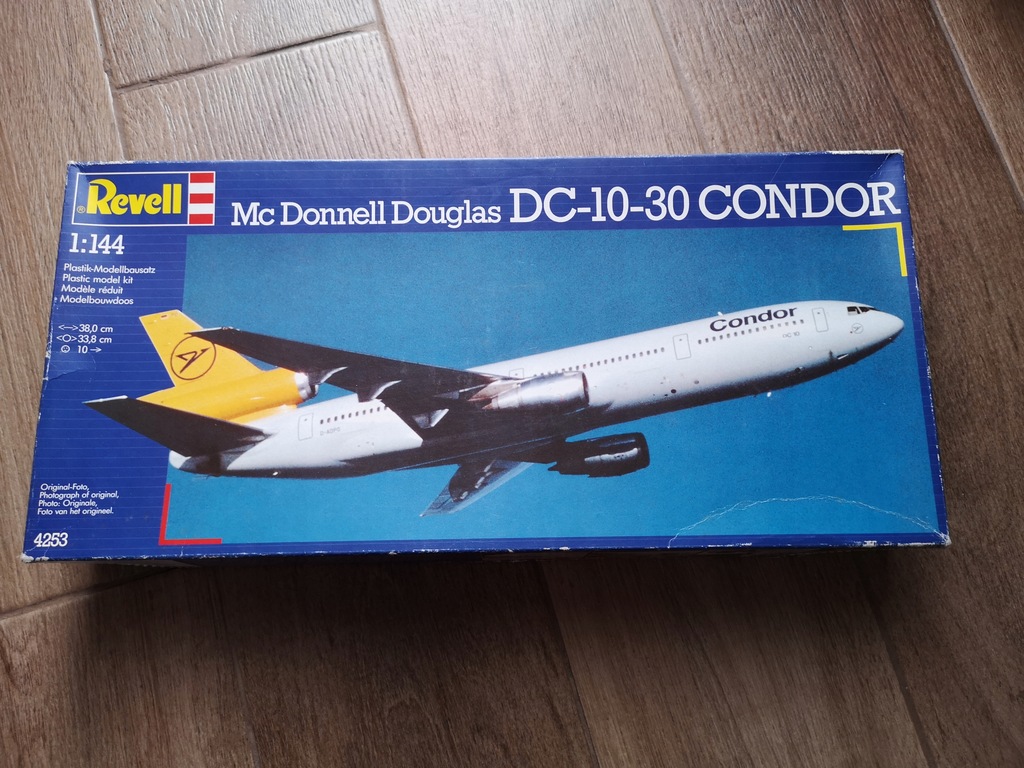 ® Revell
Mc Donnell Douglas DC-10-30 CONDOR
1:144
Plastik-Modellbausatz
Plastic model kit
Modèle réduit
Modelbouwdoos
<-->38,0 cm
<O>33,8 cm
10 →
Condor
DC 10
Original-Foto,
Photograph of original,
Photo: Originale,
Foto van het origineel.
4253